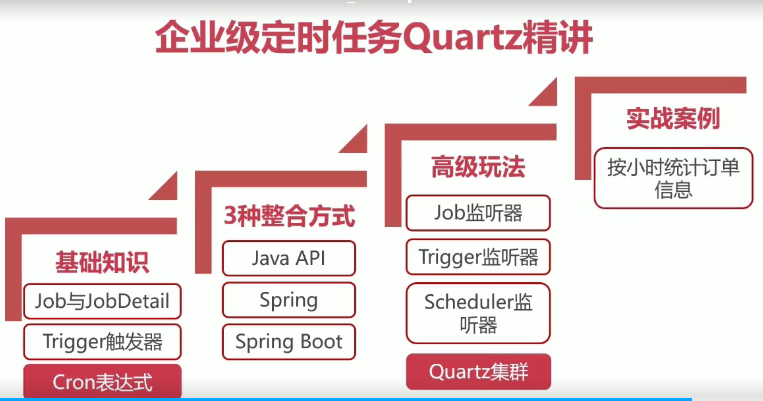 企业级定时任务Quartz精讲
基础知识
Job与JobDetail
Trigger触发器
Cron表达式
3种整合方式
Java API
Spring
Spring Boot
高级玩法
Job监听器
Trigger监听器
Scheduler监
听器
Quartz集群
实战案例
按小时统计订单
信息